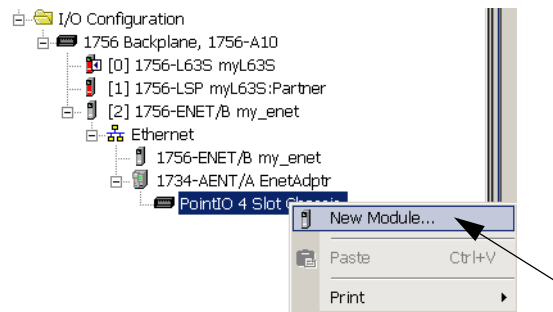 I/O Configuration
1756 Backplane, 1756-A10
[0] 1756-L63S myL63S
[1] 1756-LSP myL63S:Partner
[2] 1756-ENET/B my_enet
Ethernet
1756-ENET/B my_enet
1734-AENT/A EnetAdptr
PointIO 4 Slot Chassis
New Module...
Paste Ctrl+V
Print